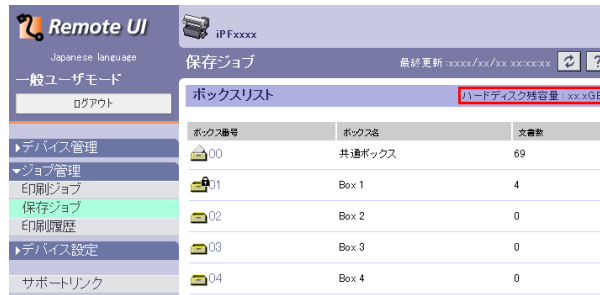 Remote UI
iPFxxxx
Japanese language
保存ジョブ
最終更新:xxxx/xx/xx xx:xx:xx
?
一般ユーザモード
ログアウト
ボックスリスト
ハードディスク残容量：xx.xGB
ボックス番号
ボックス名
文書数
▶デバイス管理
00
共通ボックス
69
▼ジョブ管理
印刷ジョブ
01
Box 1
4
保存ジョブ
02
Box 2
0
印刷履歴
▶デバイス設定
03
Box 3
0
サポートリンク
04
Box 4
0